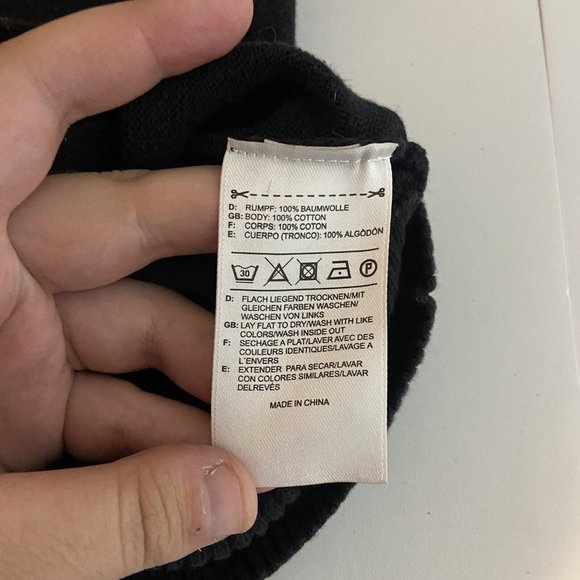 D: RUMPF: 100% BAUMWOLLE
GB: BODY: 100% COTTON
F: CORPS: 100% COTON
E: CUERPO (TRONCO): 100% ALGÓDÓN
30 P
D: FLACH LIEGEND TROCKNEN/MIT
GLEICHEN FARBEN WASCHEN/
WASCHEN VON LINKS
GB: LAY FLAT TO DRY/WASH WITH LIKE
COLORS/WASH INSIDE OUT
F: SECHAGE A PLAT/LAVER AVEC DES
COULEURS IDENTIQUES/LAVAGE A
L'ENVERS
E: EXTENDER PARA SECAR/LAVAR
CON COLORES SIMILARES/LAVAR
DELREVÉS
MADE IN CHINA